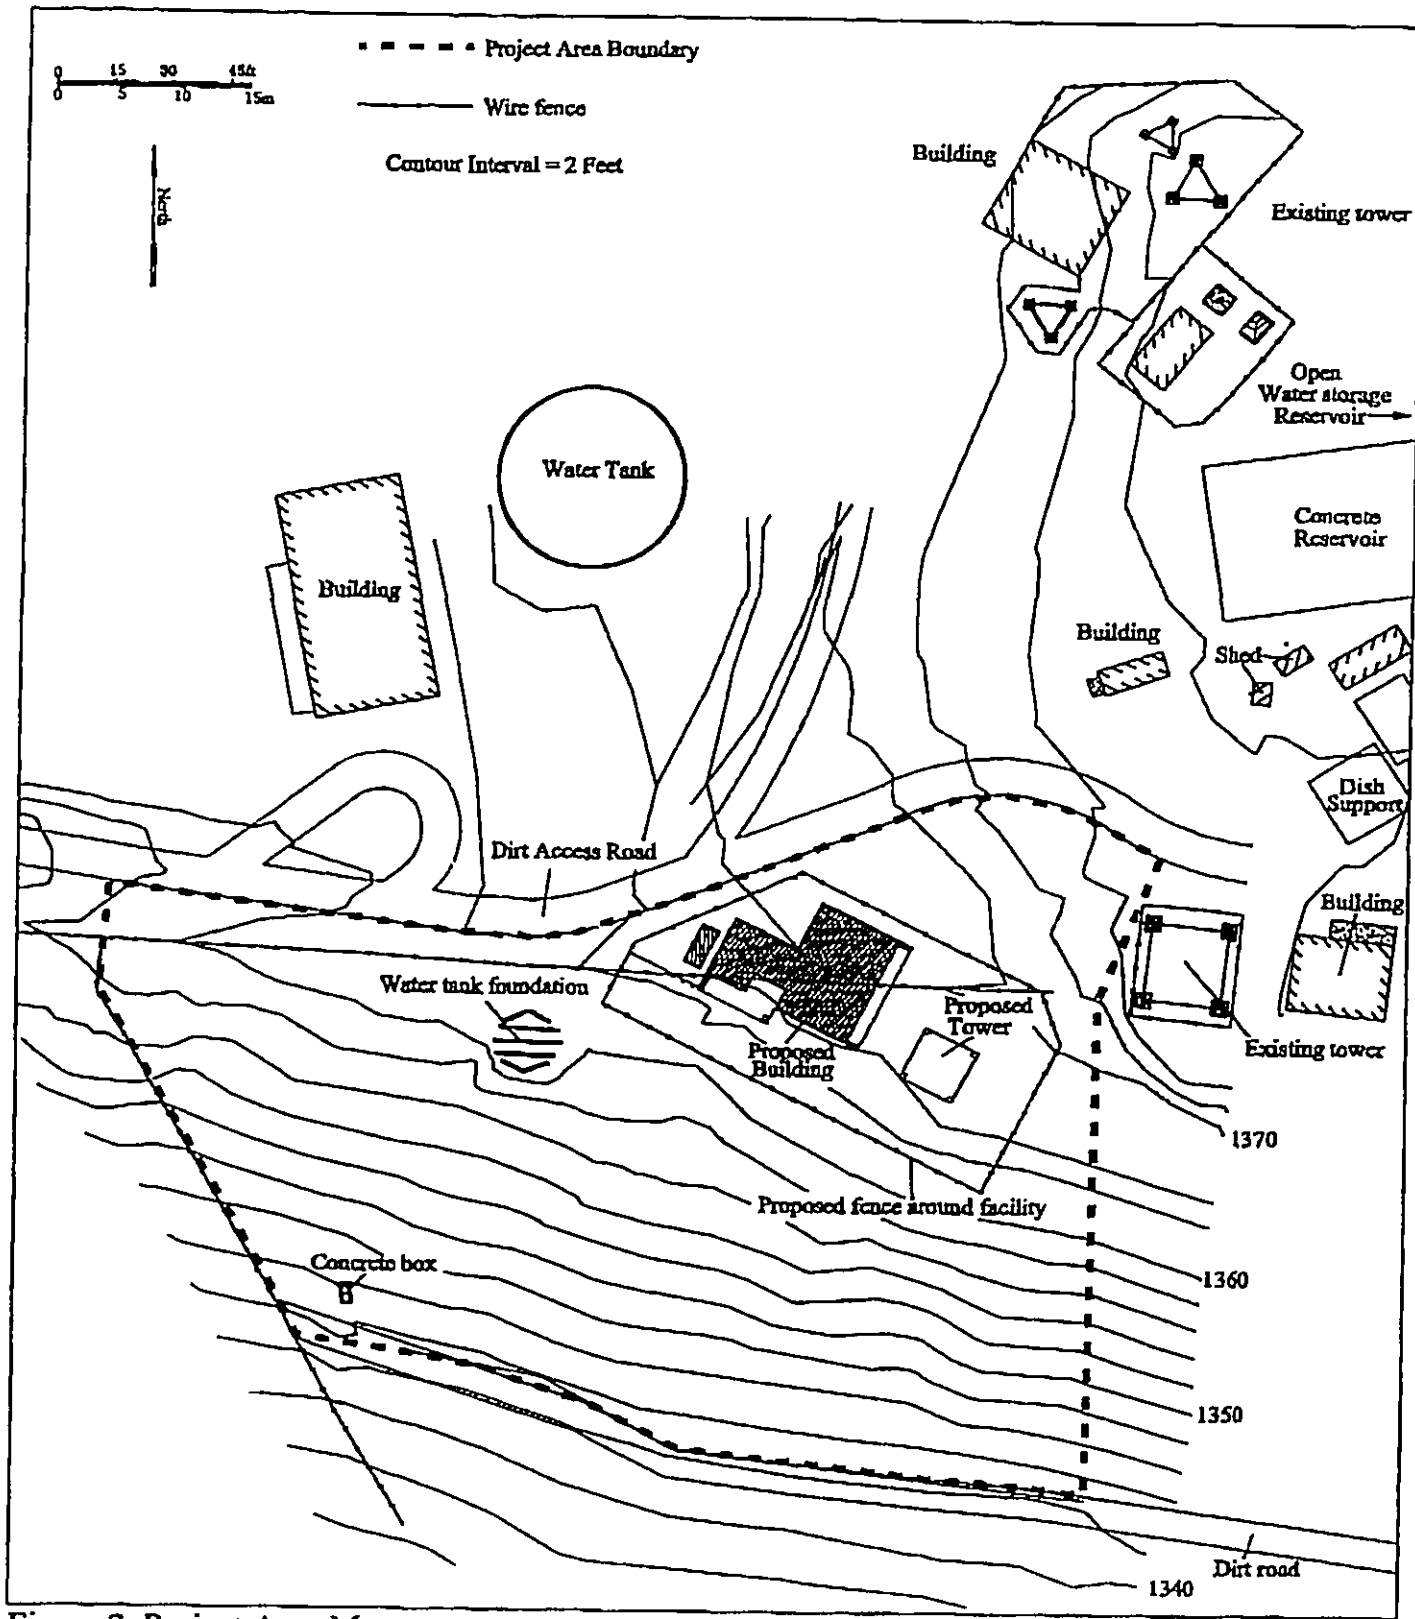 Project Area Boundary
0 15 30 45ft
0 5 10 15m
Wire fence
Contour Interval = 2 Feet
North
Building
Existing tower
Open
Water storage
Reservoir
Water Tank
Concrete
Reservoir
Building
Building
Shed
Dish
Support
Dirt Access Road
Building
Water tank foundation
Proposed
Tower
Proposed
Building
Existing tower
1370
Proposed fence around facility
Concrete box
1360
1350
Dirt road
1340